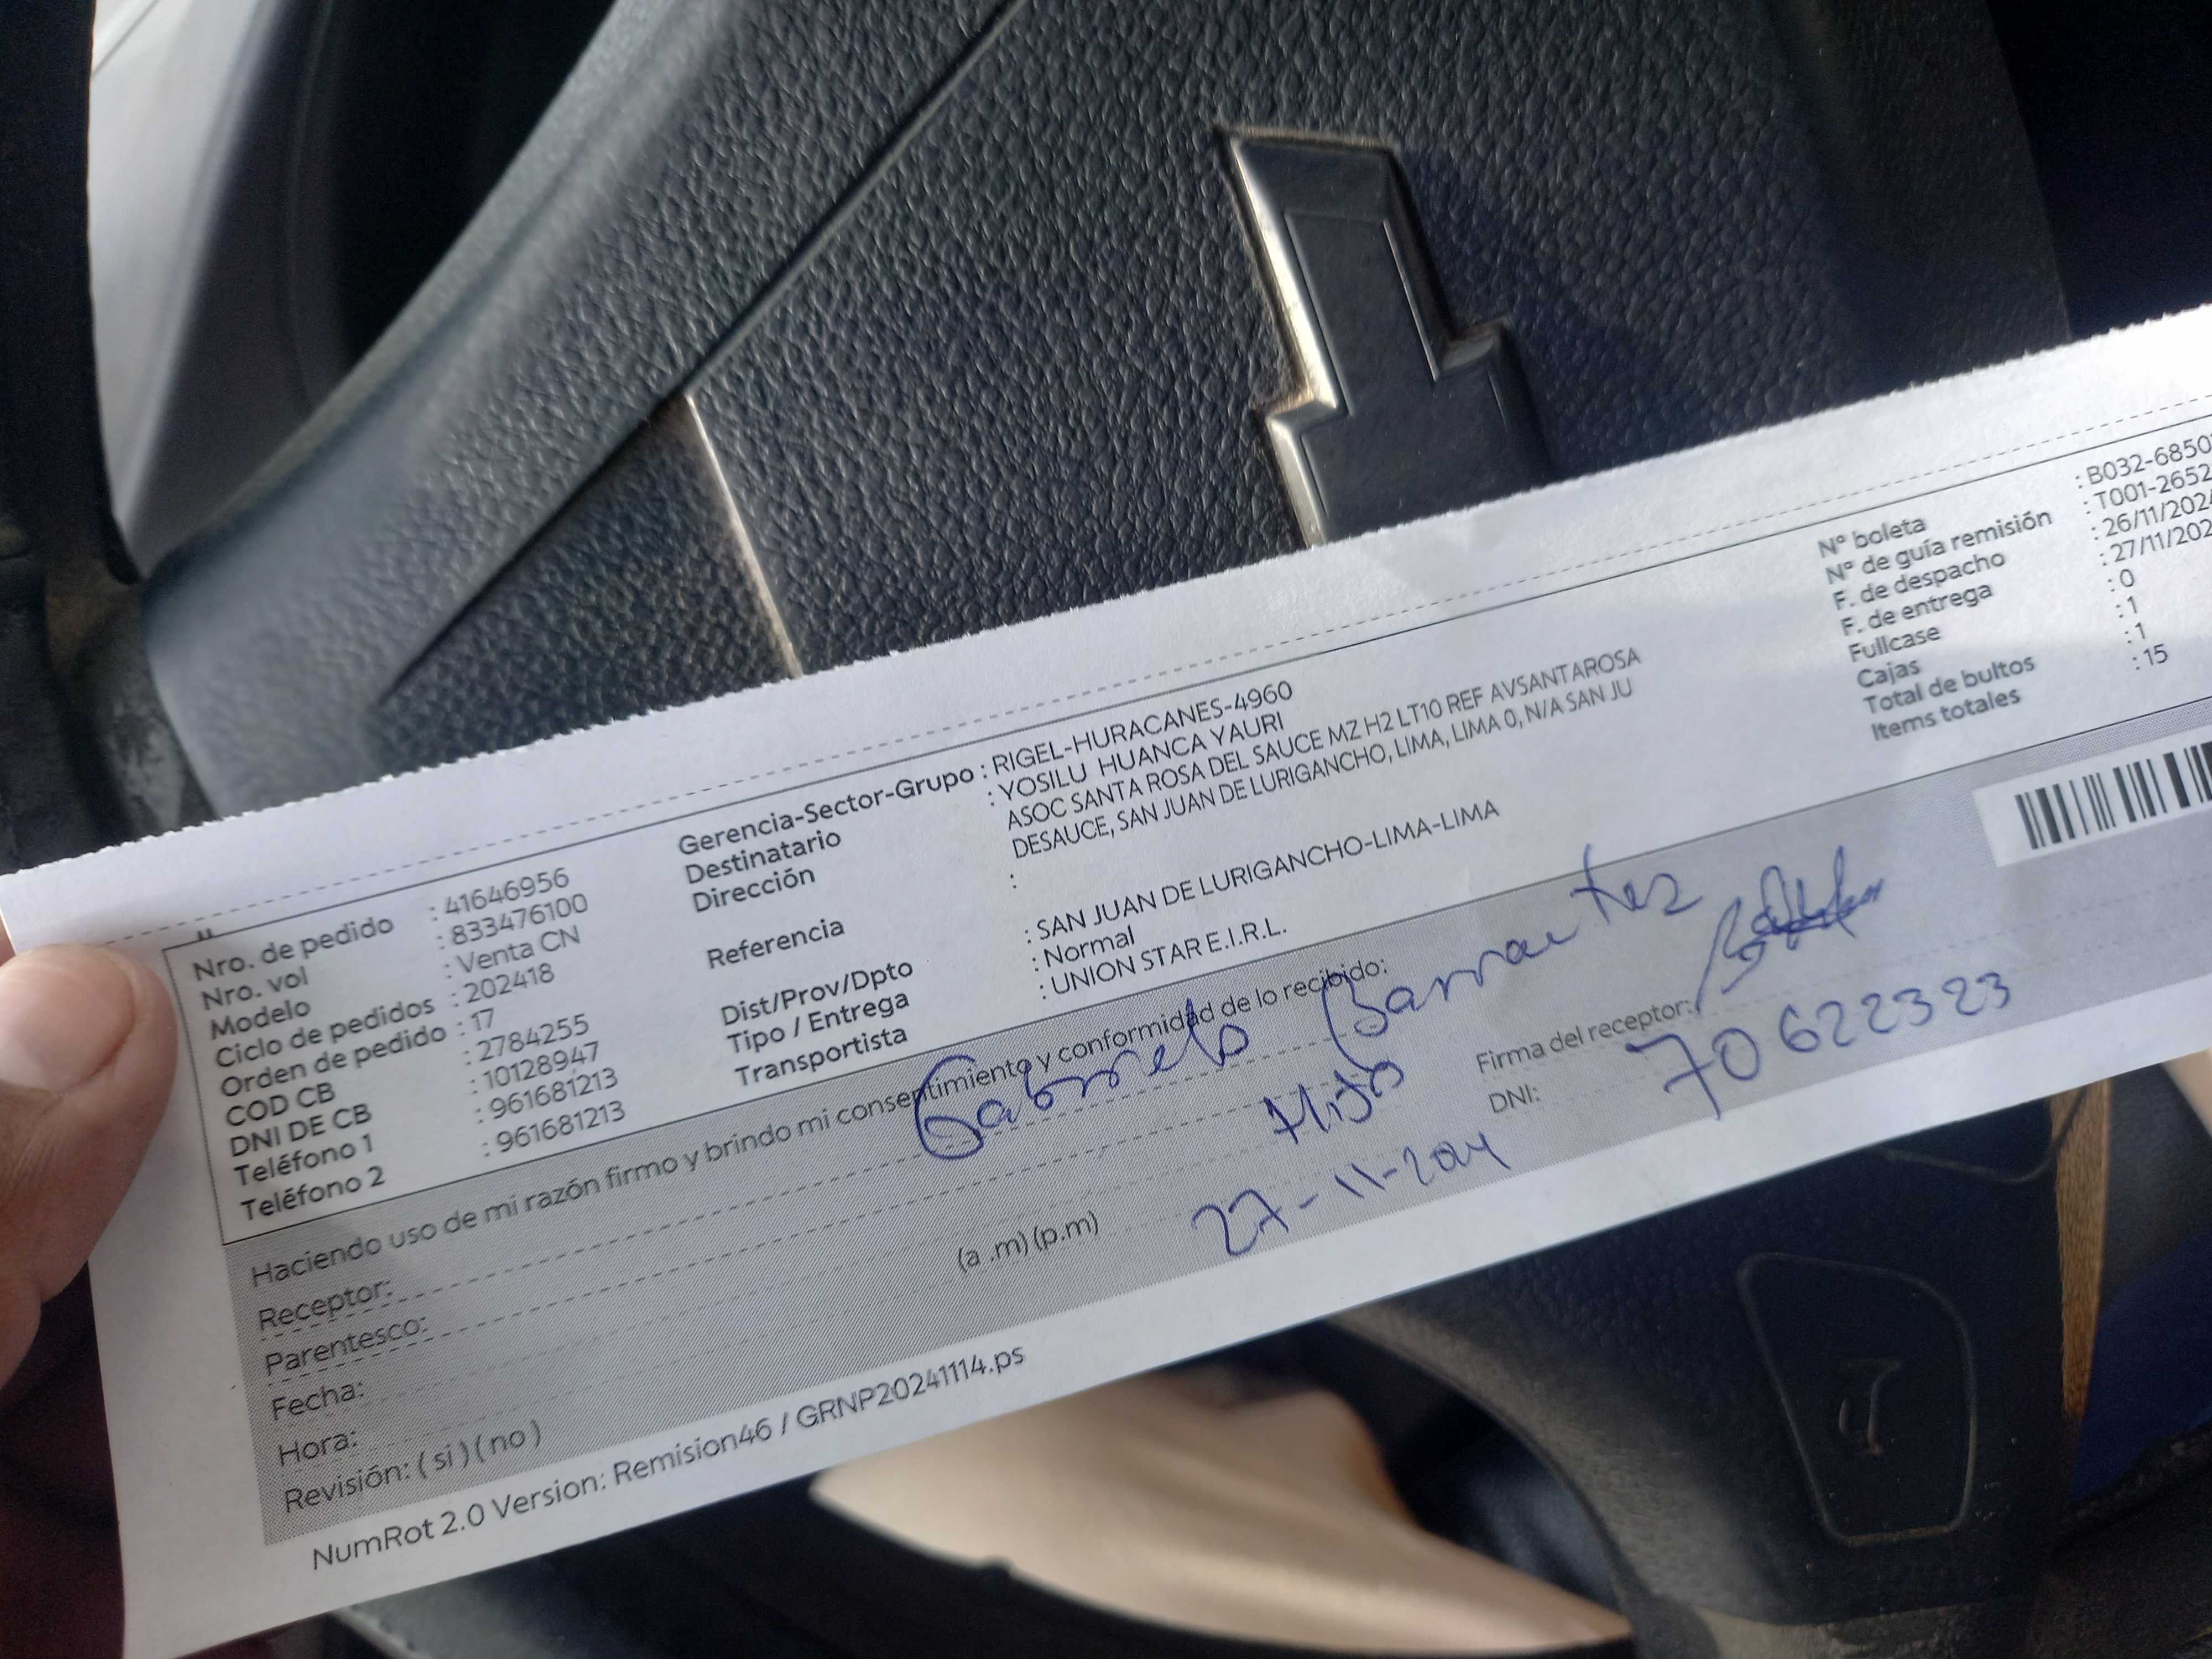 Nro. de pedido : 41646956
Nro. vol : 833476100
Modelo : Venta CN
Ciclo de pedidos : 202418
Orden de pedido : 17
COD CB : 2784255
DNI DE CB : 10128947
Teléfono 1 : 961681213
Teléfono 2 : 961681213
Gerencia-Sector-Grupo : RIGEL-HURACANES-4960
Destinatario : YOSILU HUANCA YAURI
Dirección ASOC SANTA ROSA DEL SAUCE MZ H2 LT10 REF AVSANTAROSA
DESAUCE, SAN JUAN DE LURIGANCHO, LIMA, LIMA 0, N/A SAN JU
Referencia :
Dist/Prov/Dpto : SAN JUAN DE LURIGANCHO-LIMA-LIMA
Tipo / Entrega : Normal
Transportista : UNION STAR E.I.R.L.
N° boleta : B032-6850
N° de guía remisión : T001-2652
F. de despacho : 26/11/202
F. de entrega : 27/11/202
Fullcase : 0
Cajas : 1
Total de bultos : 1
Items totales : 15
Haciendo uso de mi razón firmo y brindo mi consentimiento y conformidad de lo recibido:
Receptor: Gabriela Barrantes
Parentesco: Hijo
Fecha: 27-11-2024
Hora: (a .m) (p.m)
Revisión: ( si ) ( no )
Firma del receptor:
DNI: 70622323
NumRot 2.0 Version: Remision46 / GRNP20241114.ps